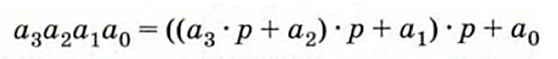 a₃a₂a₁a₀ = ((a₃ · p + a₂) · p + a₁) · p + a₀